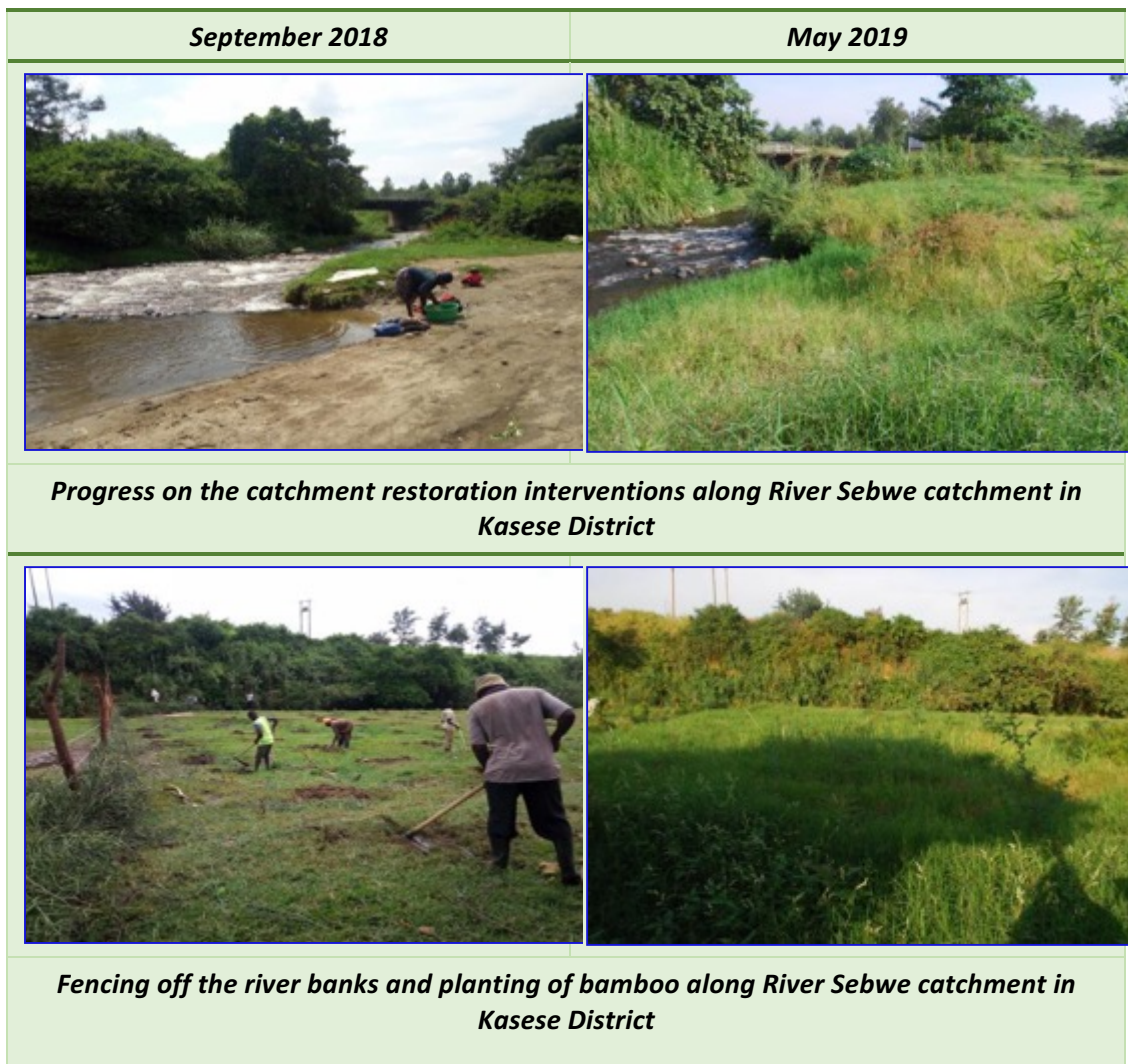 September 2018
May 2019
Progress on the catchment restoration interventions along River Sebwe catchment in
Kasese District
Fencing off the river banks and planting of bamboo along River Sebwe catchment in
Kasese District